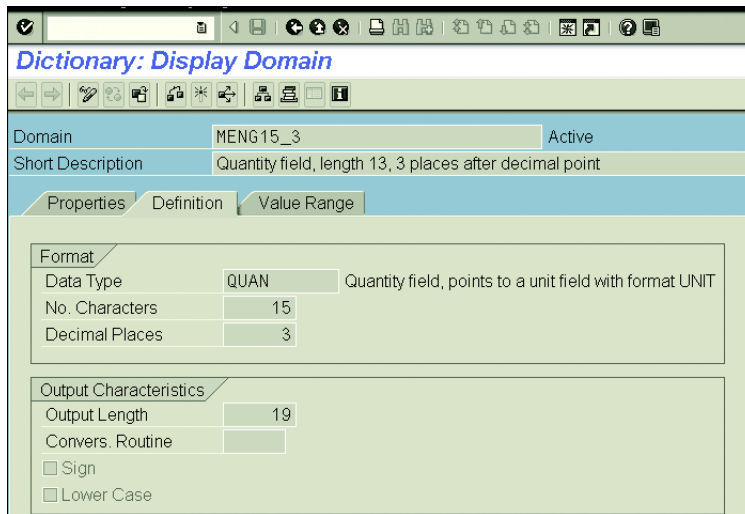 Dictionary: Display Domain
Domain MENG15_3 Active
Short Description Quantity field, length 13, 3 places after decimal point
Properties Definition Value Range
Format
Data Type QUAN Quantity field, points to a unit field with format UNIT
No. Characters 15
Decimal Places 3
Output Characteristics
Output Length 19
Convers. Routine
Sign
Lower Case